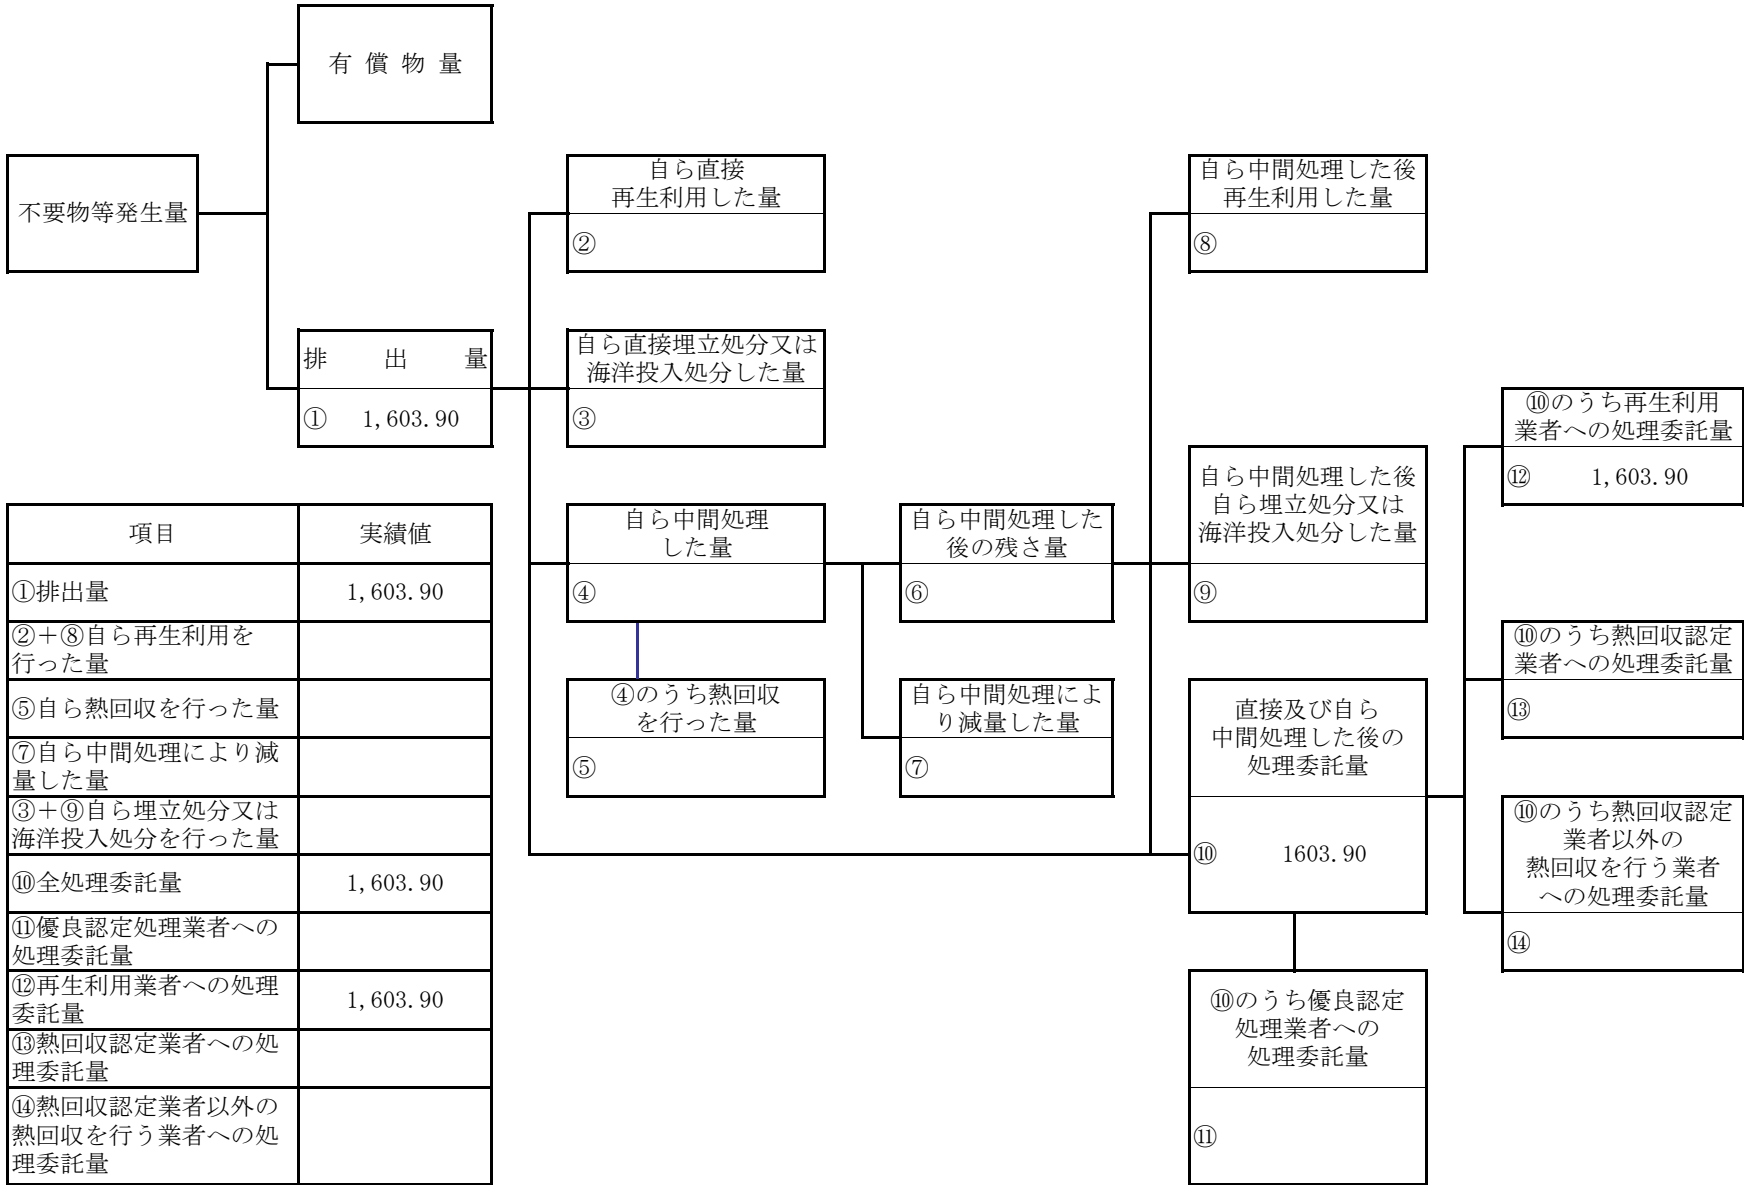 有 償 物 量
不要物等発生量
自ら直接
再生利用した量
②
自ら中間処理した後
再生利用した量
⑧
排 出 量
① 1,603.90
自ら直接埋立処分又は
海洋投入処分した量
③
⑩のうち再生利用
業者への処理委託量
⑫ 1,603.90
自ら中間処理
した量
④
自ら中間処理した
後の残さ量
⑥
自ら中間処理した後
自ら埋立処分又は
海洋投入処分した量
⑨
⑩のうち熱回収認定
業者への処理委託量
⑬
④のうち熱回収
を行った量
⑤
自ら中間処理によ
り減量した量
⑦
直接及び自ら
中間処理した後の
処理委託量
⑩ 1603.90
⑩のうち熱回収認定
業者以外の
熱回収を行う業者
への処理委託量
⑭
⑩のうち優良認定
処理業者への
処理委託量
⑪
項目 実績値
①排出量 1,603.90
②＋⑧自ら再生利用を
行った量
⑤自ら熱回収を行った量
⑦自ら中間処理により減
量した量
③＋⑨自ら埋立処分又は
海洋投入処分を行った量
⑩全処理委託量 1,603.90
⑪優良認定処理業者への
処理委託量
⑫再生利用業者への処理
委託量 1,603.90
⑬熱回収認定業者への処
理委託量
⑭熱回収認定業者以外の
熱回収を行う業者への処
理委託量